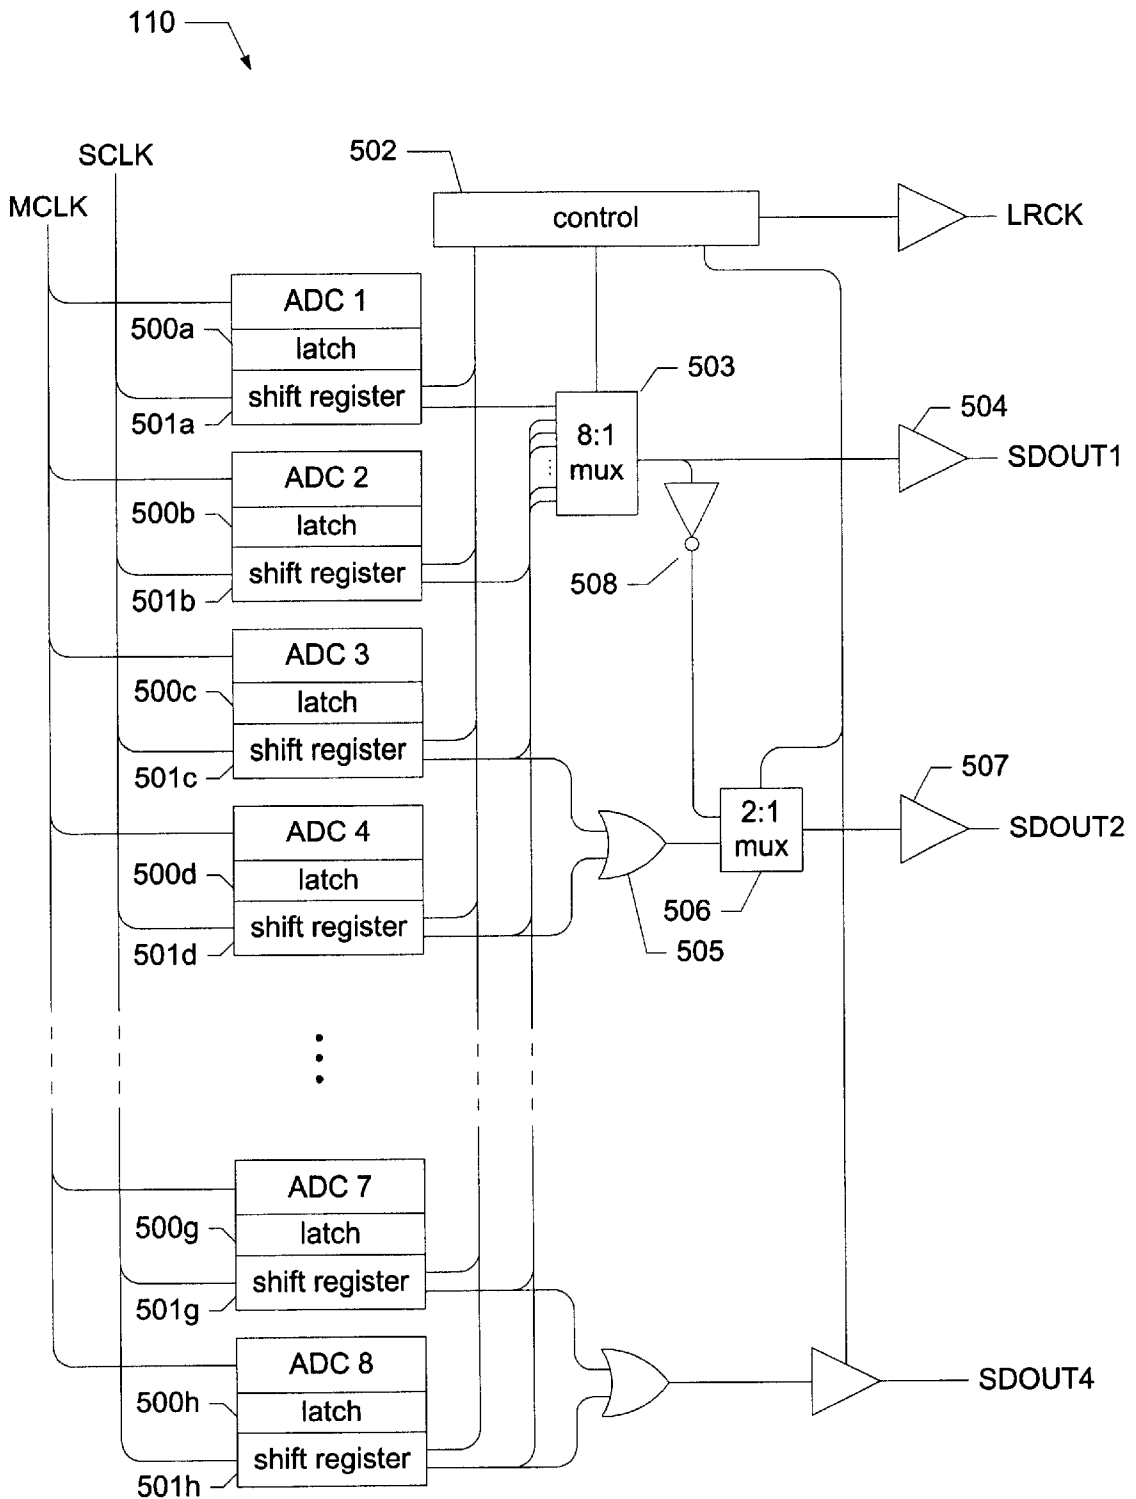 110
SCLK
MCLK
502
control
LRCK
ADC 1
500a
latch
shift register
501a
503
8:1
mux
504
SDOUT1
ADC 2
500b
latch
shift register
501b
508
ADC 3
500c
latch
shift register
501c
507
2:1
mux
SDOUT2
ADC 4
500d
latch
506
shift register
501d
505
ADC 7
500g
latch
shift register
501g
ADC 8
500h
latch
shift register
501h
SDOUT4